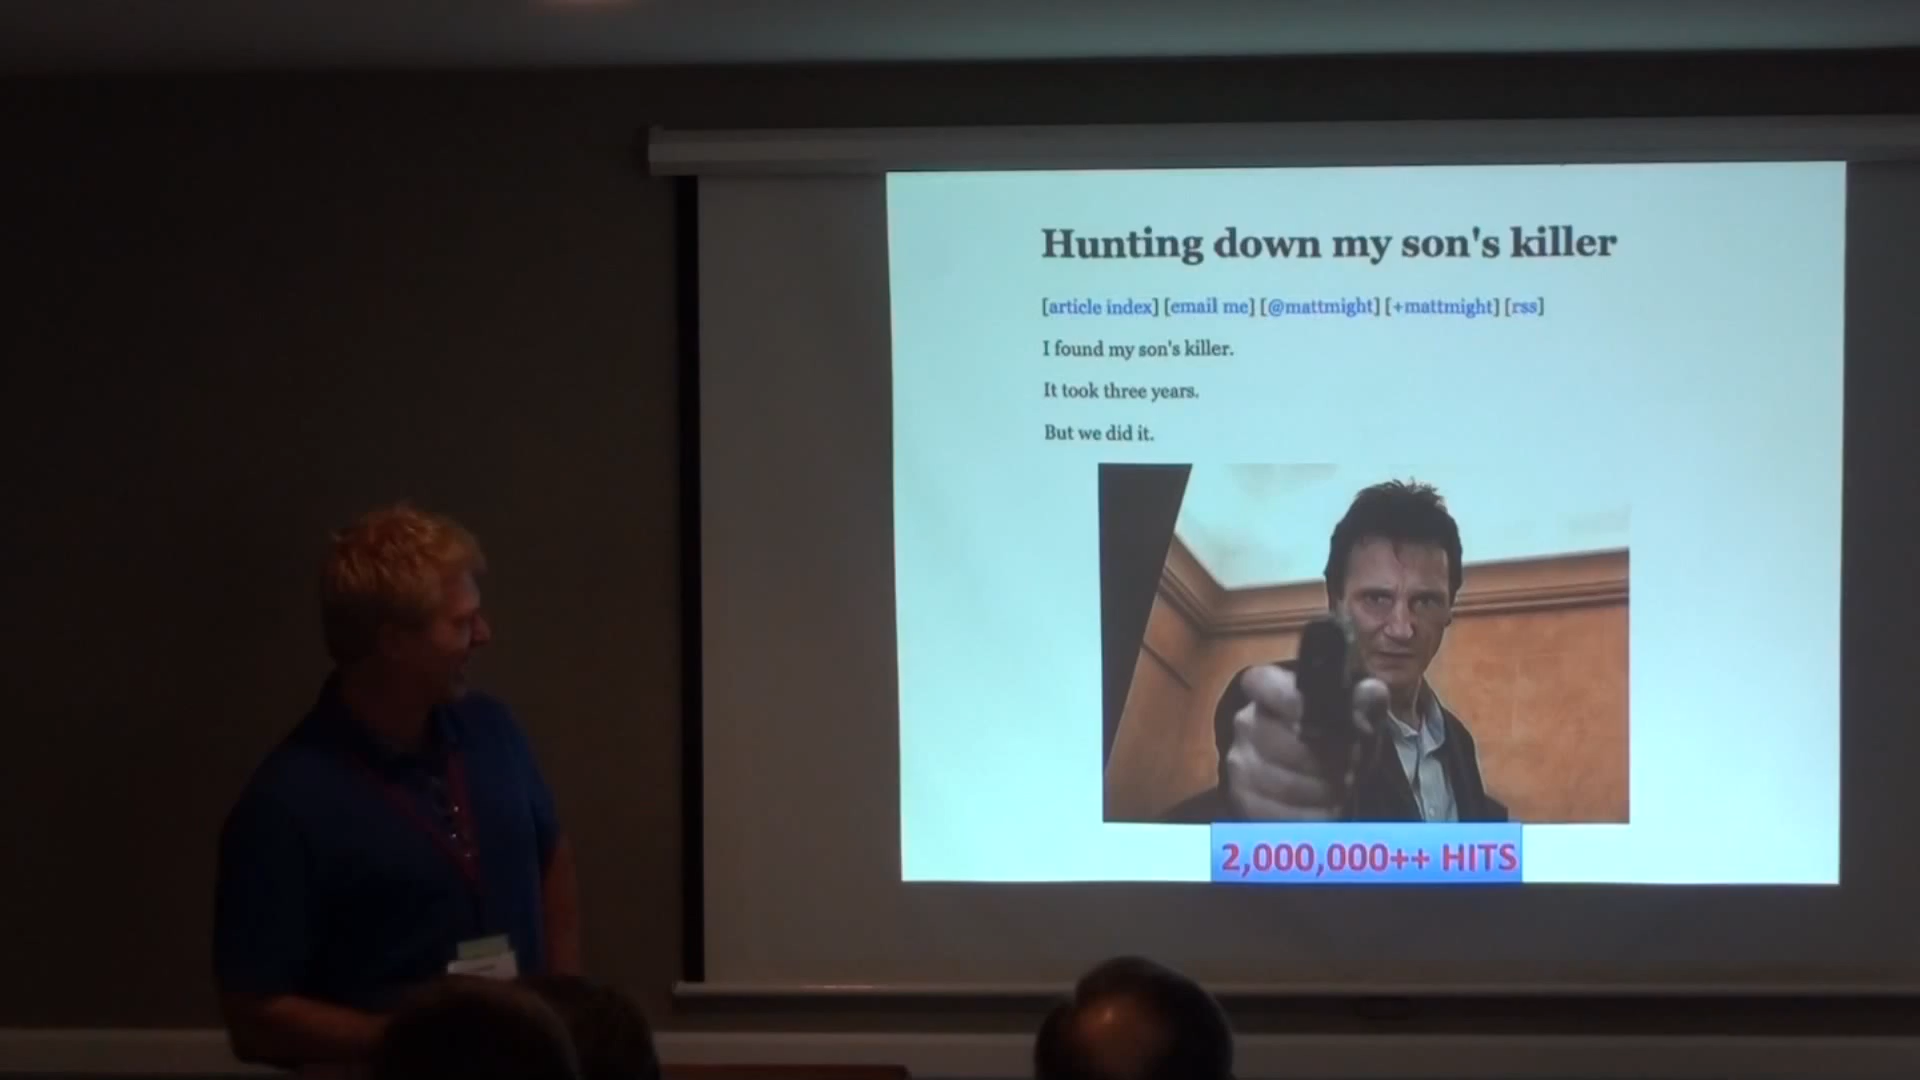 Hunting down my son's killer
[article index] [email me] [@mattmight] [+mattmight] [rss]
I found my son's killer.
It took three years.
But we did it.
2,000,000++ HITS